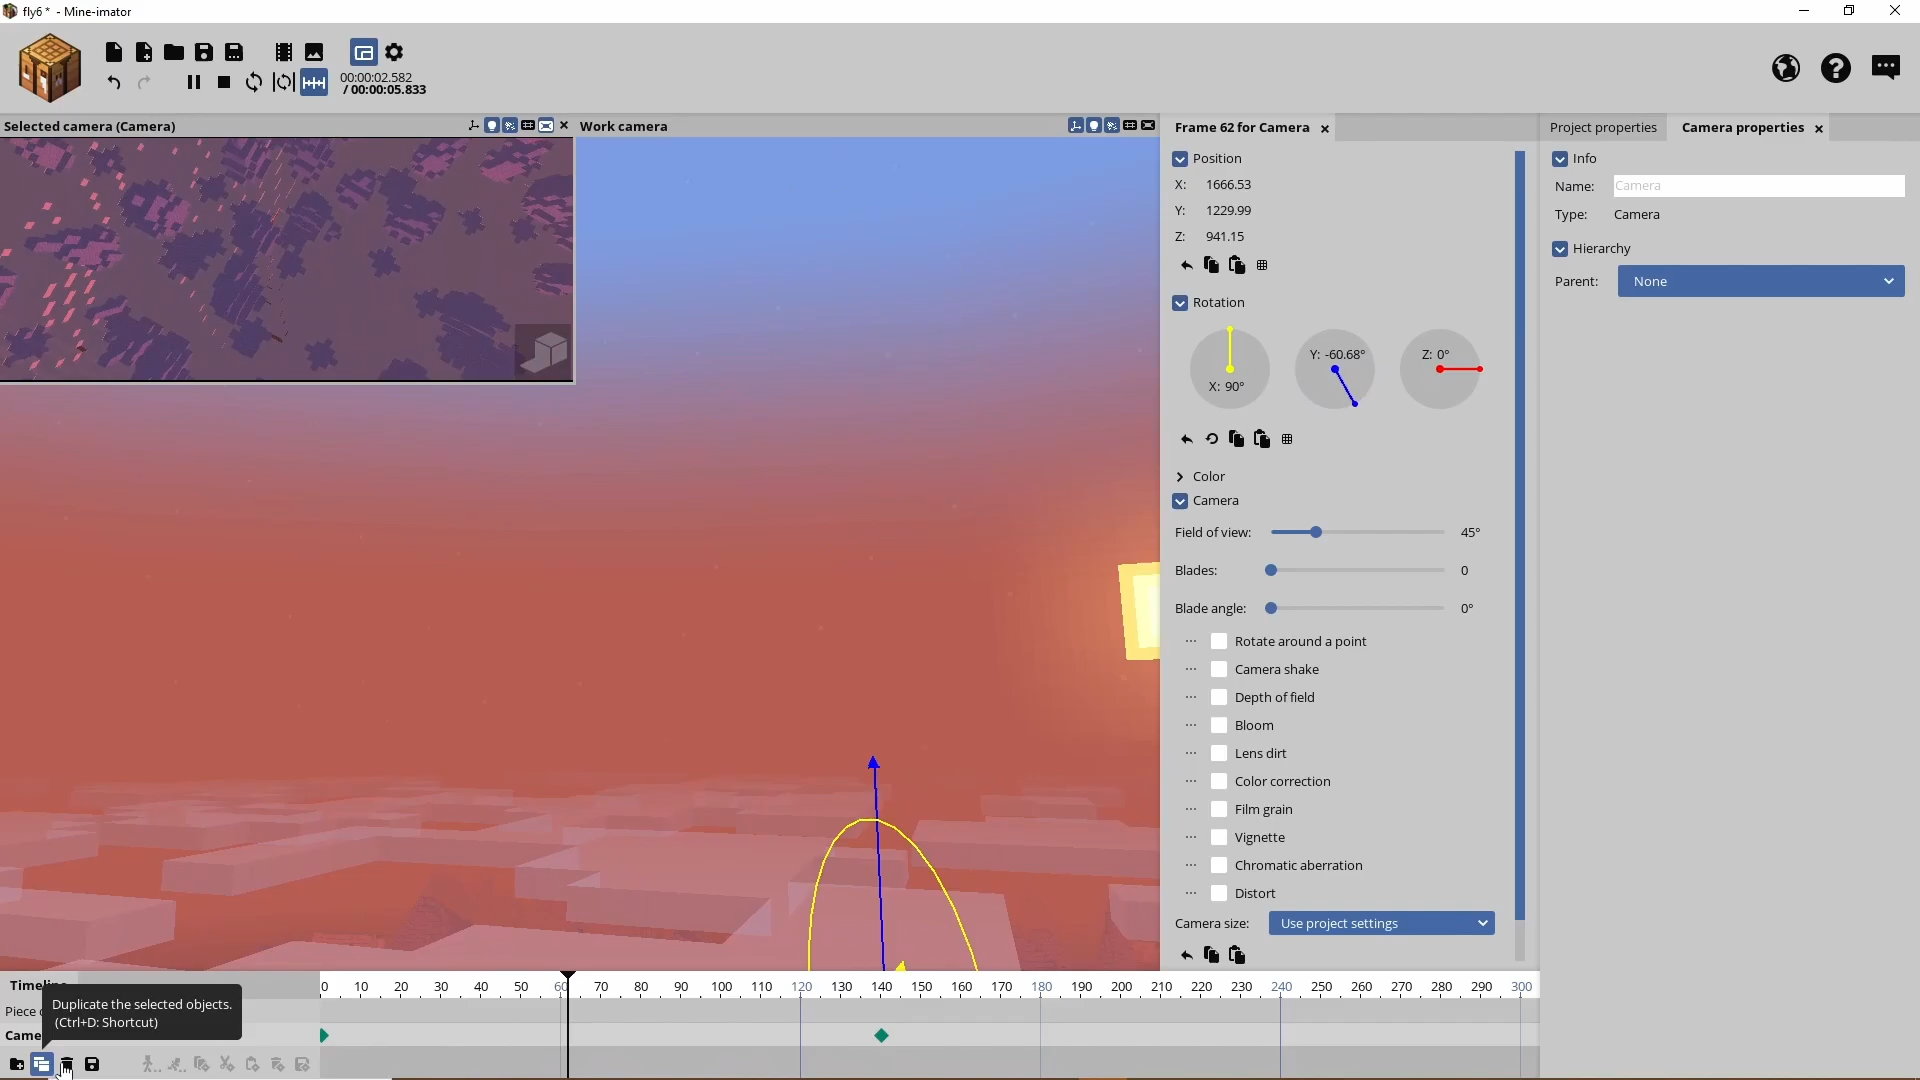 fly6 * - Mine-imator
00:00:02.582
/ 00:00:05.833
Selected camera (Camera)
Work camera
Frame 62 for Camera
Position
X: 1666.53
Y: 1229.99
Z: 941.15
Rotation
X: 90°
Y: -60.68°
Z: 0°
Color
Camera
Field of view: 45°
Blades: 0
Blade angle: 0°
Rotate around a point
Camera shake
Depth of field
Bloom
Lens dirt
Color correction
Film grain
Vignette
Chromatic aberration
Distort
Camera size: Use project settings
Project properties
Camera properties
Info
Name: Camera
Type: Camera
Hierarchy
Parent: None
Duplicate the selected objects.
(Ctrl+D: Shortcut)
Piece
0 10 20 30 40 50 60 70 80 90 100 110 120 130 140 150 160 170 180 190 200 210 220 230 240 250 260 270 280 290 300